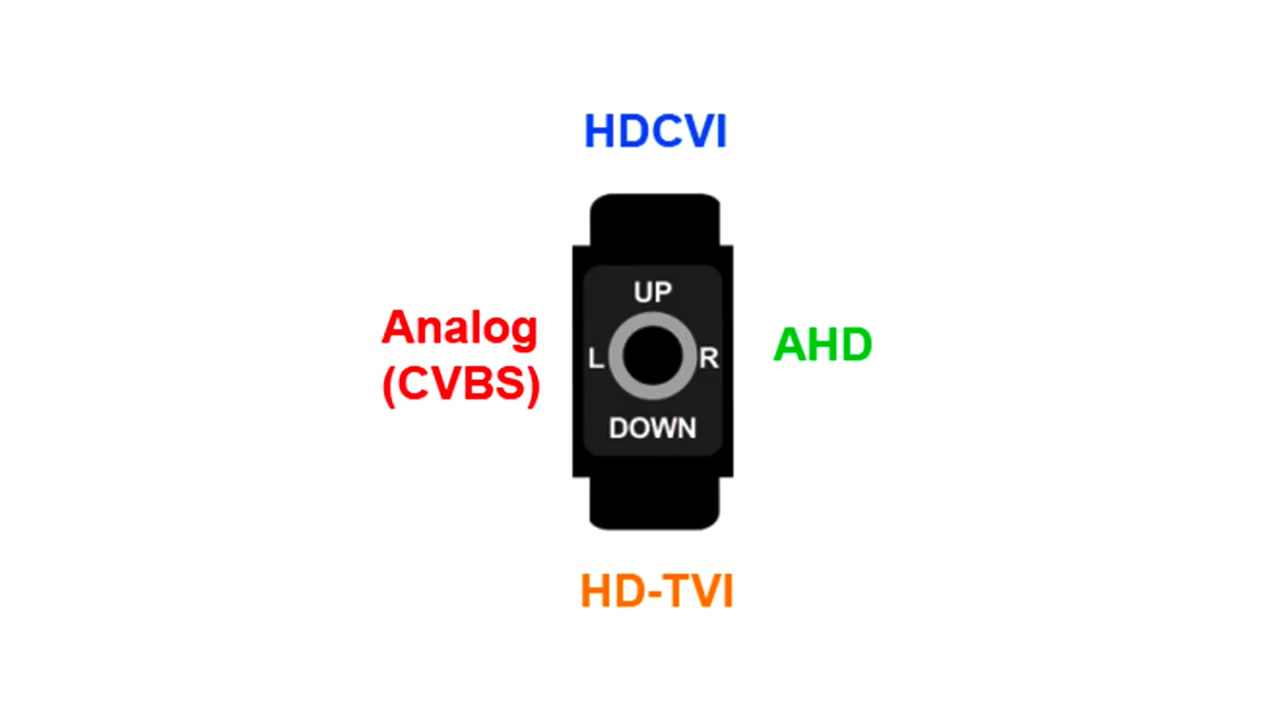 HDCVI
UP
Analog
(CVBS)
L
R
AHD
DOWN
HD-TVI